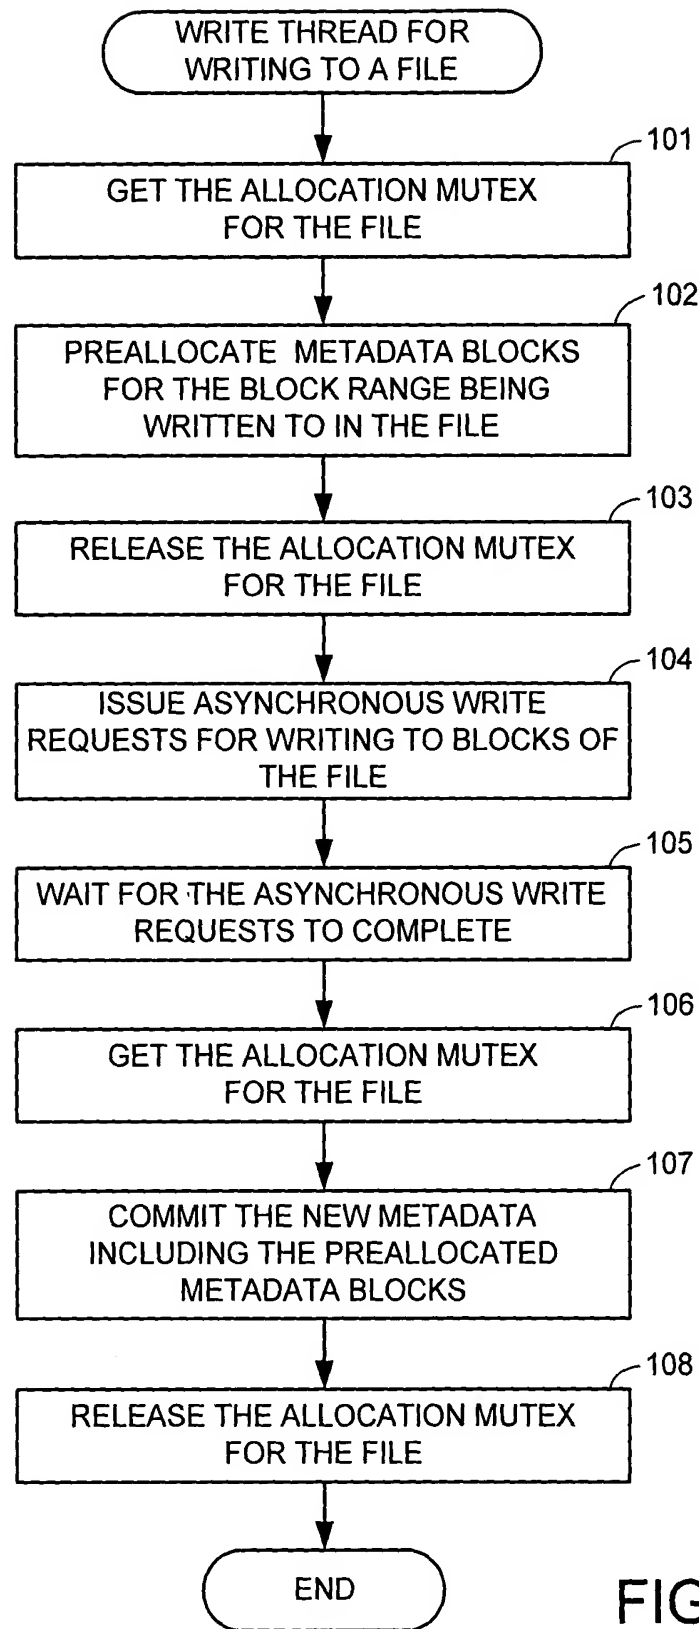 WRITE THREAD FOR
WRITING TO A FILE
101
GET THE ALLOCATION MUTEX
FOR THE FILE
102
PREALLOCATE METADATA BLOCKS
FOR THE BLOCK RANGE BEING
WRITTEN TO IN THE FILE
103
RELEASE THE ALLOCATION MUTEX
FOR THE FILE
104
ISSUE ASYNCHRONOUS WRITE
REQUESTS FOR WRITING TO BLOCKS OF
THE FILE
105
WAIT FOR THE ASYNCHRONOUS WRITE
REQUESTS TO COMPLETE
106
GET THE ALLOCATION MUTEX
FOR THE FILE
107
COMMIT THE NEW METADATA
INCLUDING THE PREALLOCATED
METADATA BLOCKS
108
RELEASE THE ALLOCATION MUTEX
FOR THE FILE
END
FIG